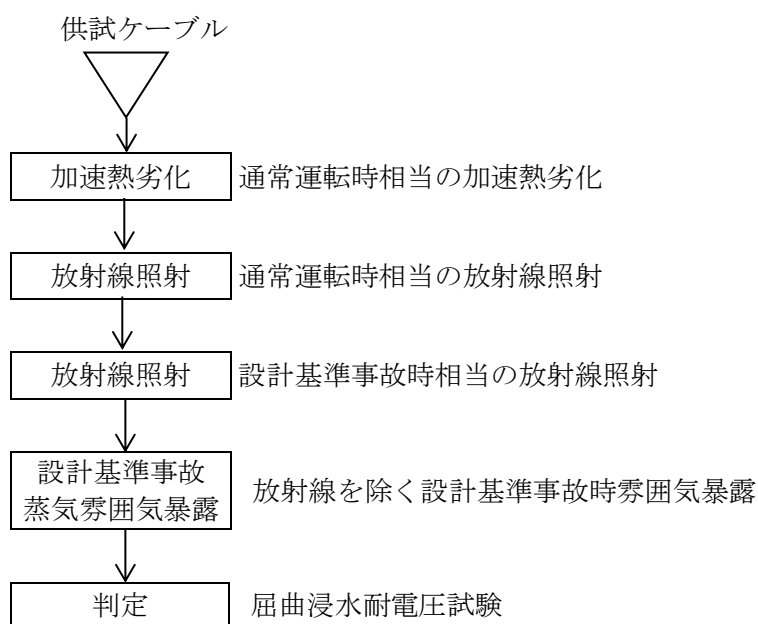 供試ケーブル
加速熱劣化 通常運転時相当の加速熱劣化
放射線照射 通常運転時相当の放射線照射
放射線照射 設計基準事故時相当の放射線照射
設計基準事故
蒸気雰囲気暴露
放射線を除く設計基準事故時雰囲気暴露
判定 屈曲浸水耐電圧試験